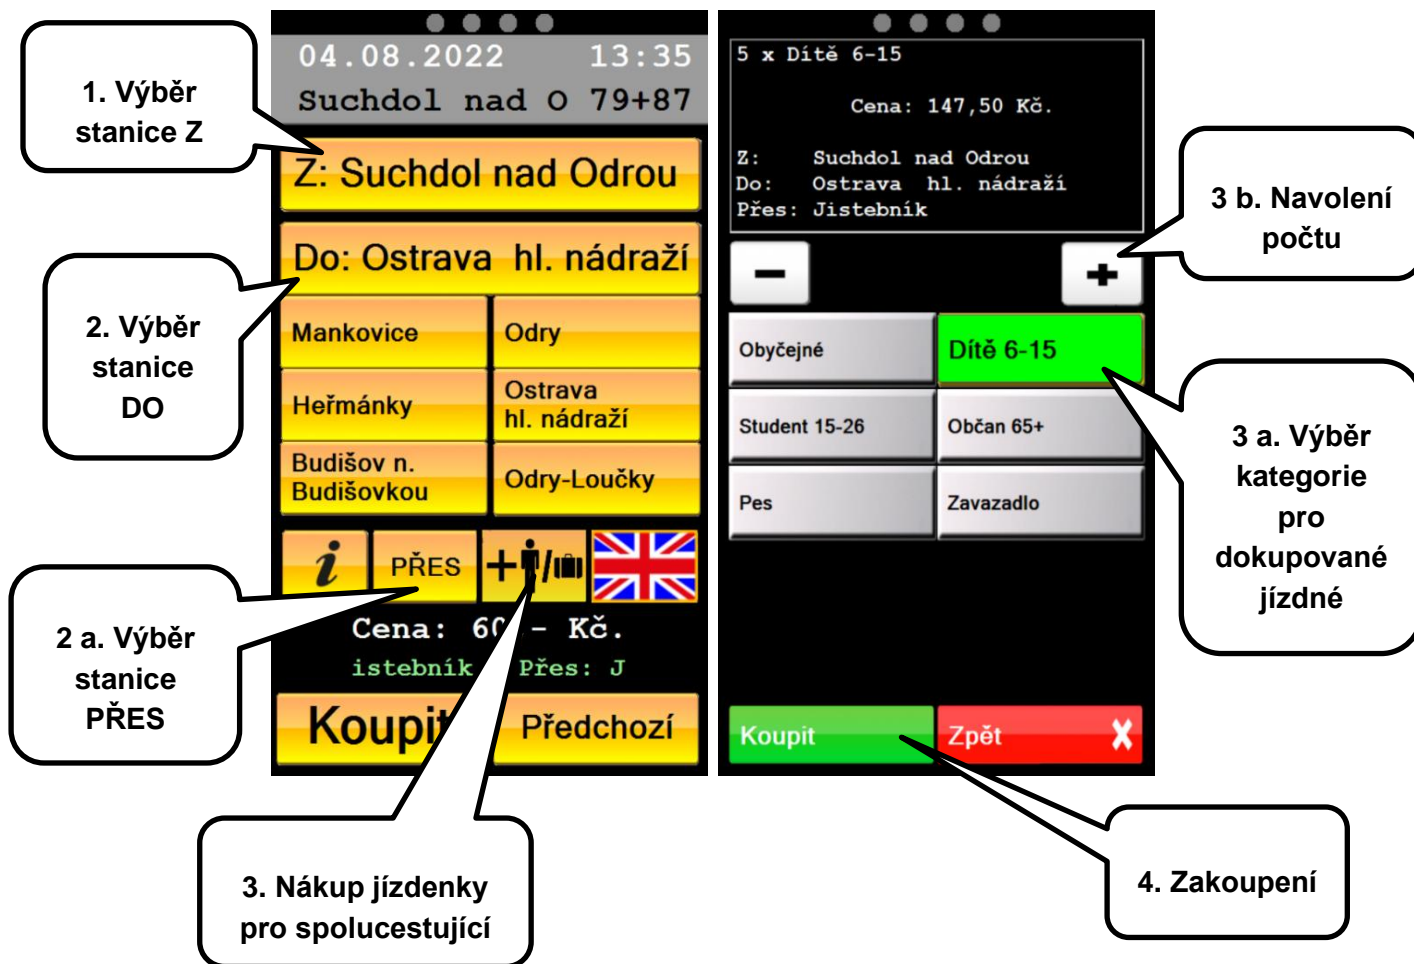 1. Výběr
stanice Z
2. Výběr
stanice
DO
2 a. Výběr
stanice
PŘES
04.08.2022 13:35
Suchdol nad O 79+87
Z: Suchdol nad Odrou
Do: Ostrava hl. nádraží
Mankovice
Odry
Heřmánky
Ostrava
hl. nádraží
Budišov n.
Budišovkou
Odry-Loučky
i
PŘES
+ /
Cena: 60 - Kč.
istebník Přes: J
Koupit
Předchozí
3. Nákup jízdenky
pro spolucestující
5 x Dítě 6-15
Cena: 147,50 Kč.
Z: Suchdol nad Odrou
Do: Ostrava hl. nádraží
Přes: Jistebník
-
+
Obyčejné
Dítě 6-15
Student 15-26
Občan 65+
Pes
Zavazadlo
Koupit
Zpět X
3 b. Navolení
počtu
3 a. Výběr
kategorie
pro
dokupované
jízdné
4. Zakoupení